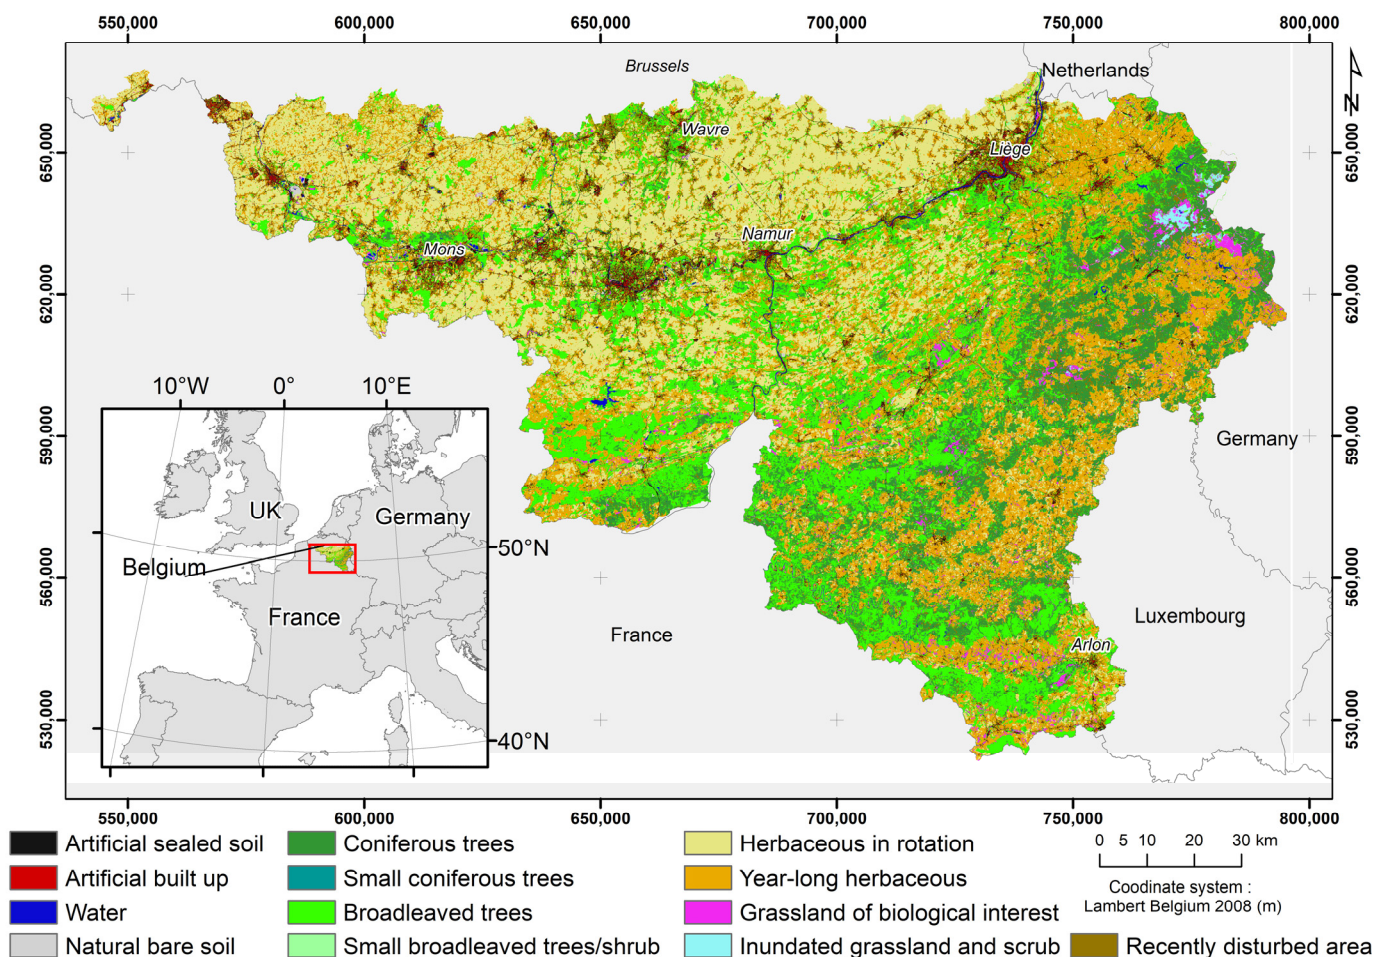 550,000 600,000 650,000 700,000 750,000 800,000
Brussels
Netherlands
N
Wavre
Liège
650,000 650,000
Mons
Namur
620,000 620,000
10°W 0° 10°E
590,000 590,000
Germany
UK
Germany
50°N
Belgium
560,000 560,000
France
France
Luxembourg
Arlon
530,000 530,000
40°N
550,000 600,000 650,000 700,000 750,000 800,000
Artificial sealed soil
Artificial built up
Water
Natural bare soil
Coniferous trees
Small coniferous trees
Broadleaved trees
Small broadleaved trees/shrub
Herbaceous in rotation
Year-long herbaceous
Grassland of biological interest
Inundated grassland and scrub
Recently disturbed area
0 5 10 20 30 km
Coodinate system :
Lambert Belgium 2008 (m)